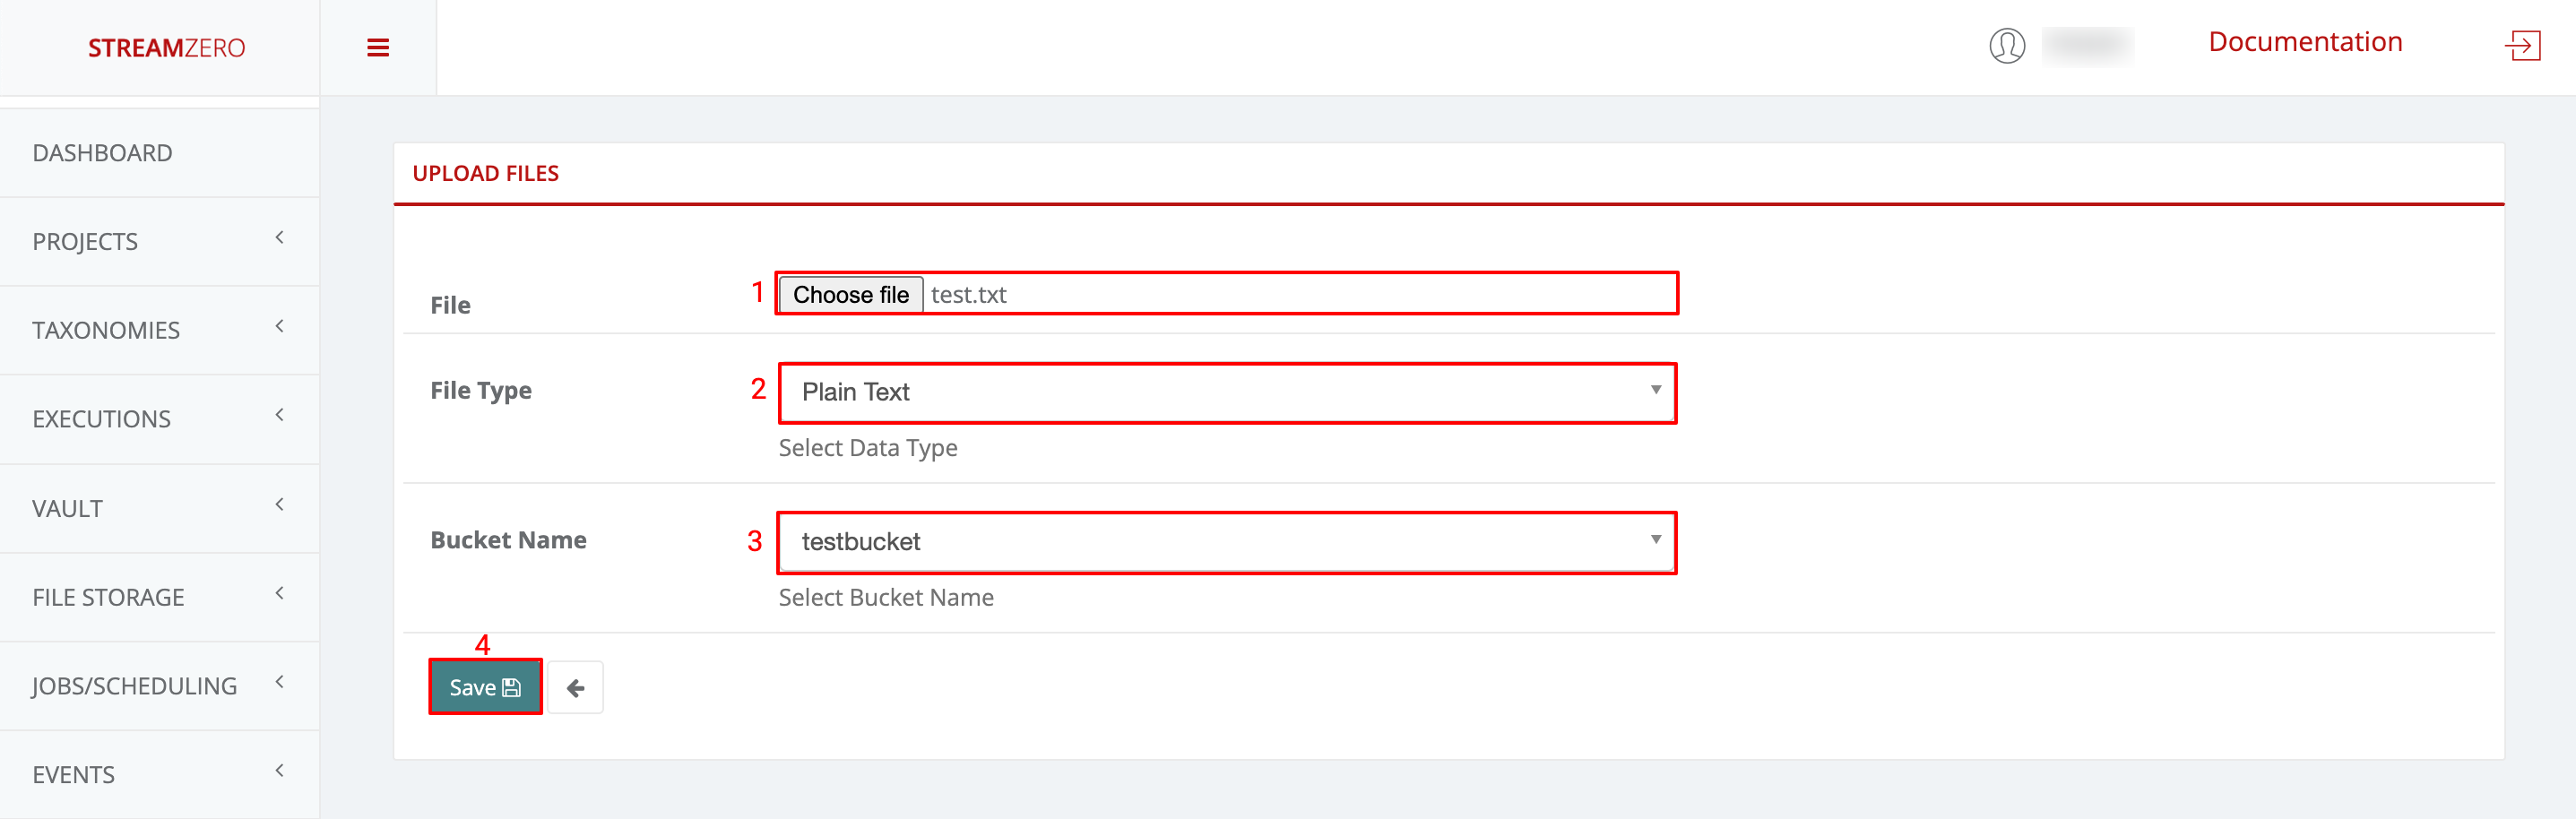 STREAMZERO
Documentation
DASHBOARD
PROJECTS
TAXONOMIES
EXECUTIONS
VAULT
FILE STORAGE
JOBS/SCHEDULING
EVENTS
UPLOAD FILES
File
1
Choose file test.txt
File Type
2
Plain Text
Select Data Type
Bucket Name
3
testbucket
Select Bucket Name
4
Save